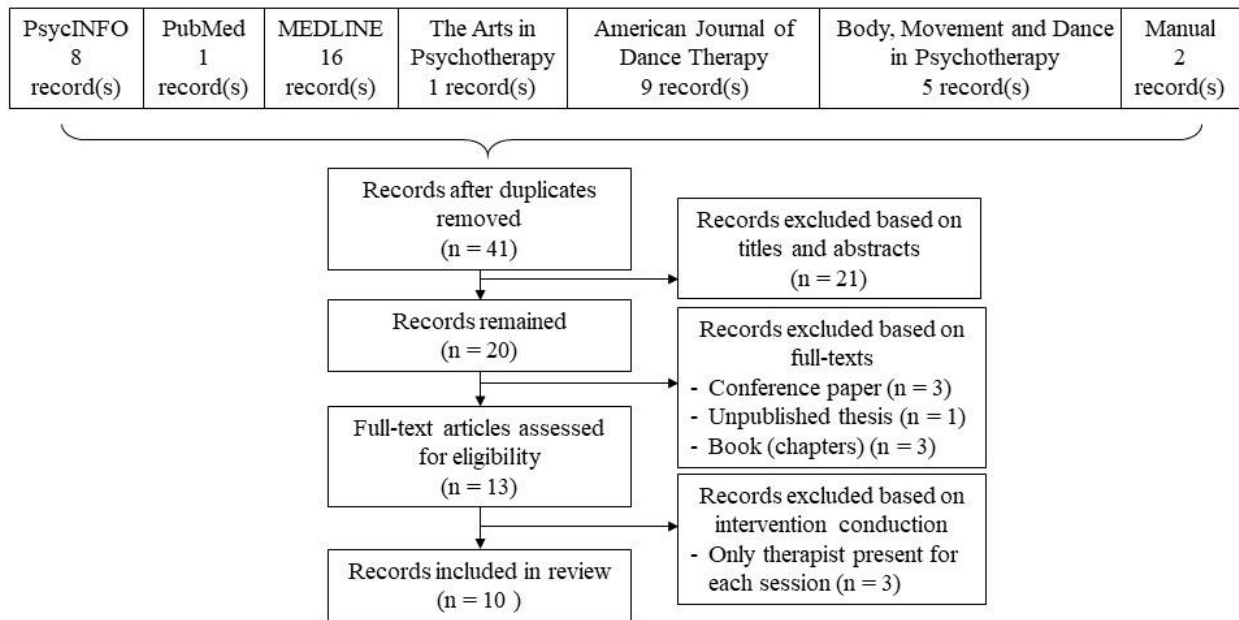 PsycINFO
8
record(s)
PubMed
1
record(s)
MEDLINE
16
record(s)
The Arts in
Psychotherapy
1 record(s)
American Journal of
Dance Therapy
9 record(s)
Body, Movement and Dance
in Psychotherapy
5 record(s)
Manual
2
record(s)
Records after duplicates
removed
(n = 41)
Records excluded based on
titles and abstracts
(n = 21)
Records remained
(n = 20)
Records excluded based on
full-texts
- Conference paper (n = 3)
- Unpublished thesis (n = 1)
- Book (chapters) (n = 3)
Full-text articles assessed
for eligibility
(n = 13)
Records excluded based on
intervention conduction
- Only therapist present for
each session (n = 3)
Records included in review
(n = 10 )